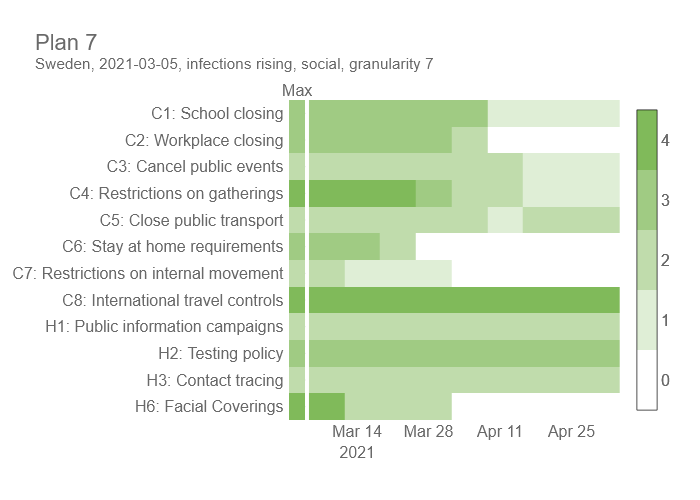 Plan 7
Sweden, 2021-03-05, infections rising, social, granularity 7
Max
C1: School closing
C2: Workplace closing
C3: Cancel public events
C4: Restrictions on gatherings
C5: Close public transport
C6: Stay at home requirements
C7: Restrictions on internal movement
C8: International travel controls
H1: Public information campaigns
H2: Testing policy
H3: Contact tracing
H6: Facial Coverings
Mar 14 Mar 28 Apr 11 Apr 25
2021
4
3
2
1
0